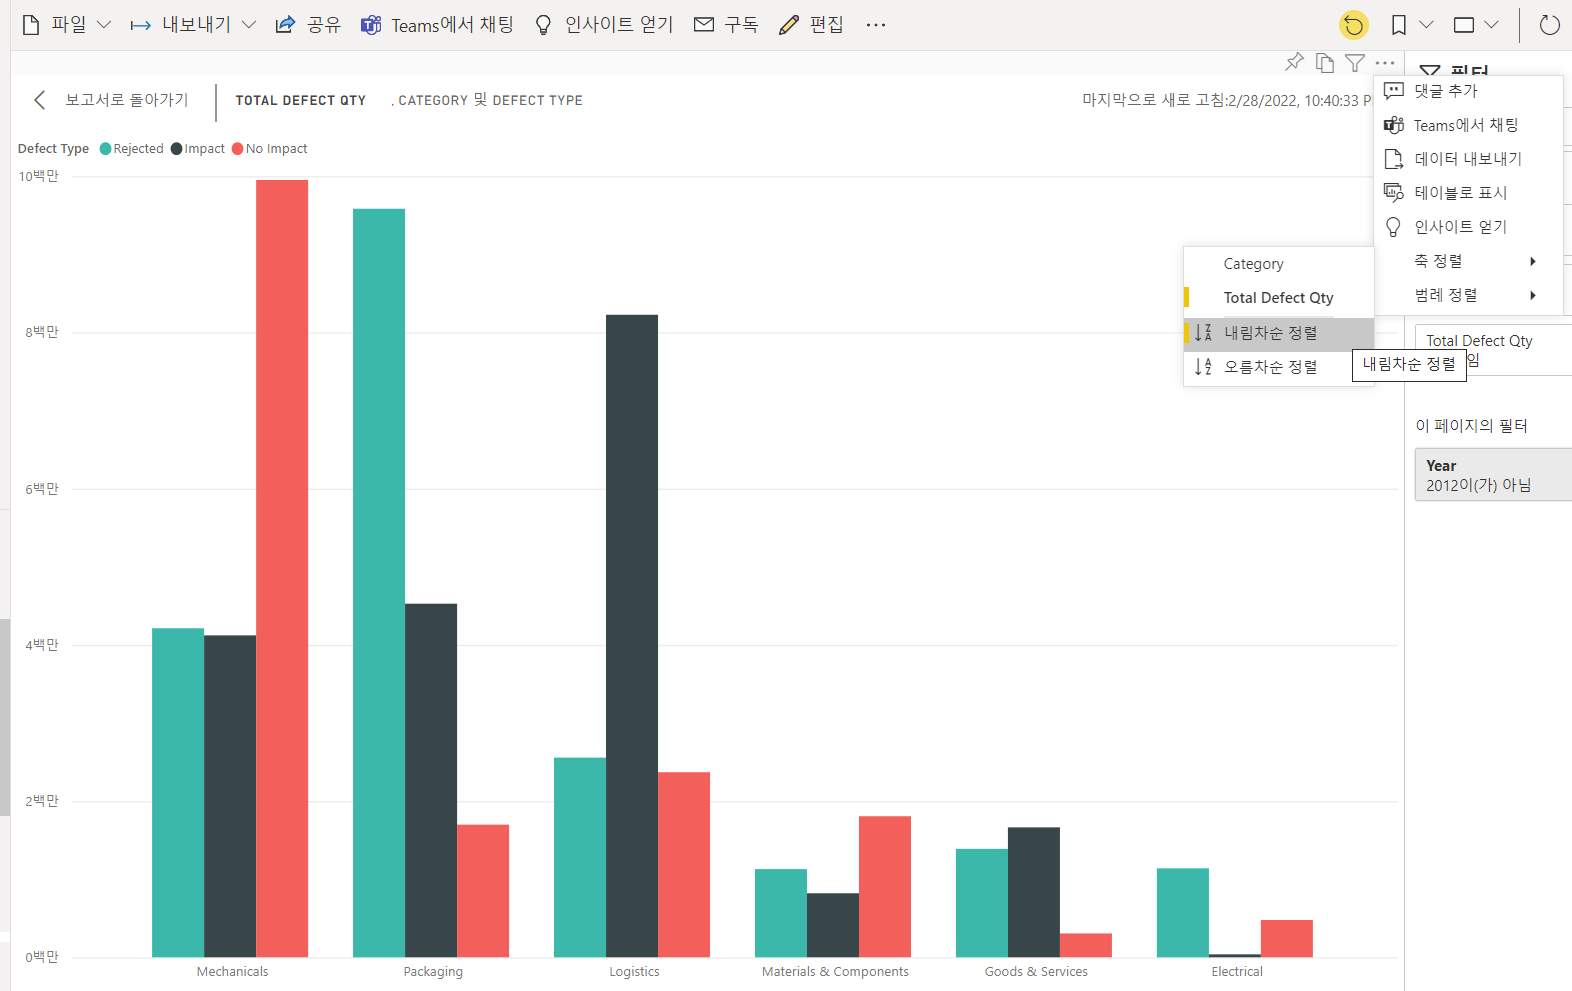 파일 내보내기 공유 Teams에서 채팅 인사이트 얻기 구독 편집 ...
보고서로 돌아가기 TOTAL DEFECT QTY , CATEGORY 및 DEFECT TYPE 마지막으로 새로 고침:2/28/2022, 10:40:33
필터
댓글 추가
Teams에서 채팅
데이터 내보내기
테이블로 표시
인사이트 얻기
축 정렬
범례 정렬
Category
Total Defect Qty
내림차순 정렬
오름차순 정렬
내림차순 정렬
Total Defect Qty
임
이 페이지의 필터
Year
2012이(가) 아님
Defect Type Rejected Impact No Impact
10백만
8백만
6백만
4백만
2백만
0백만
Mechanicals Packaging Logistics Materials & Components Goods & Services Electrical